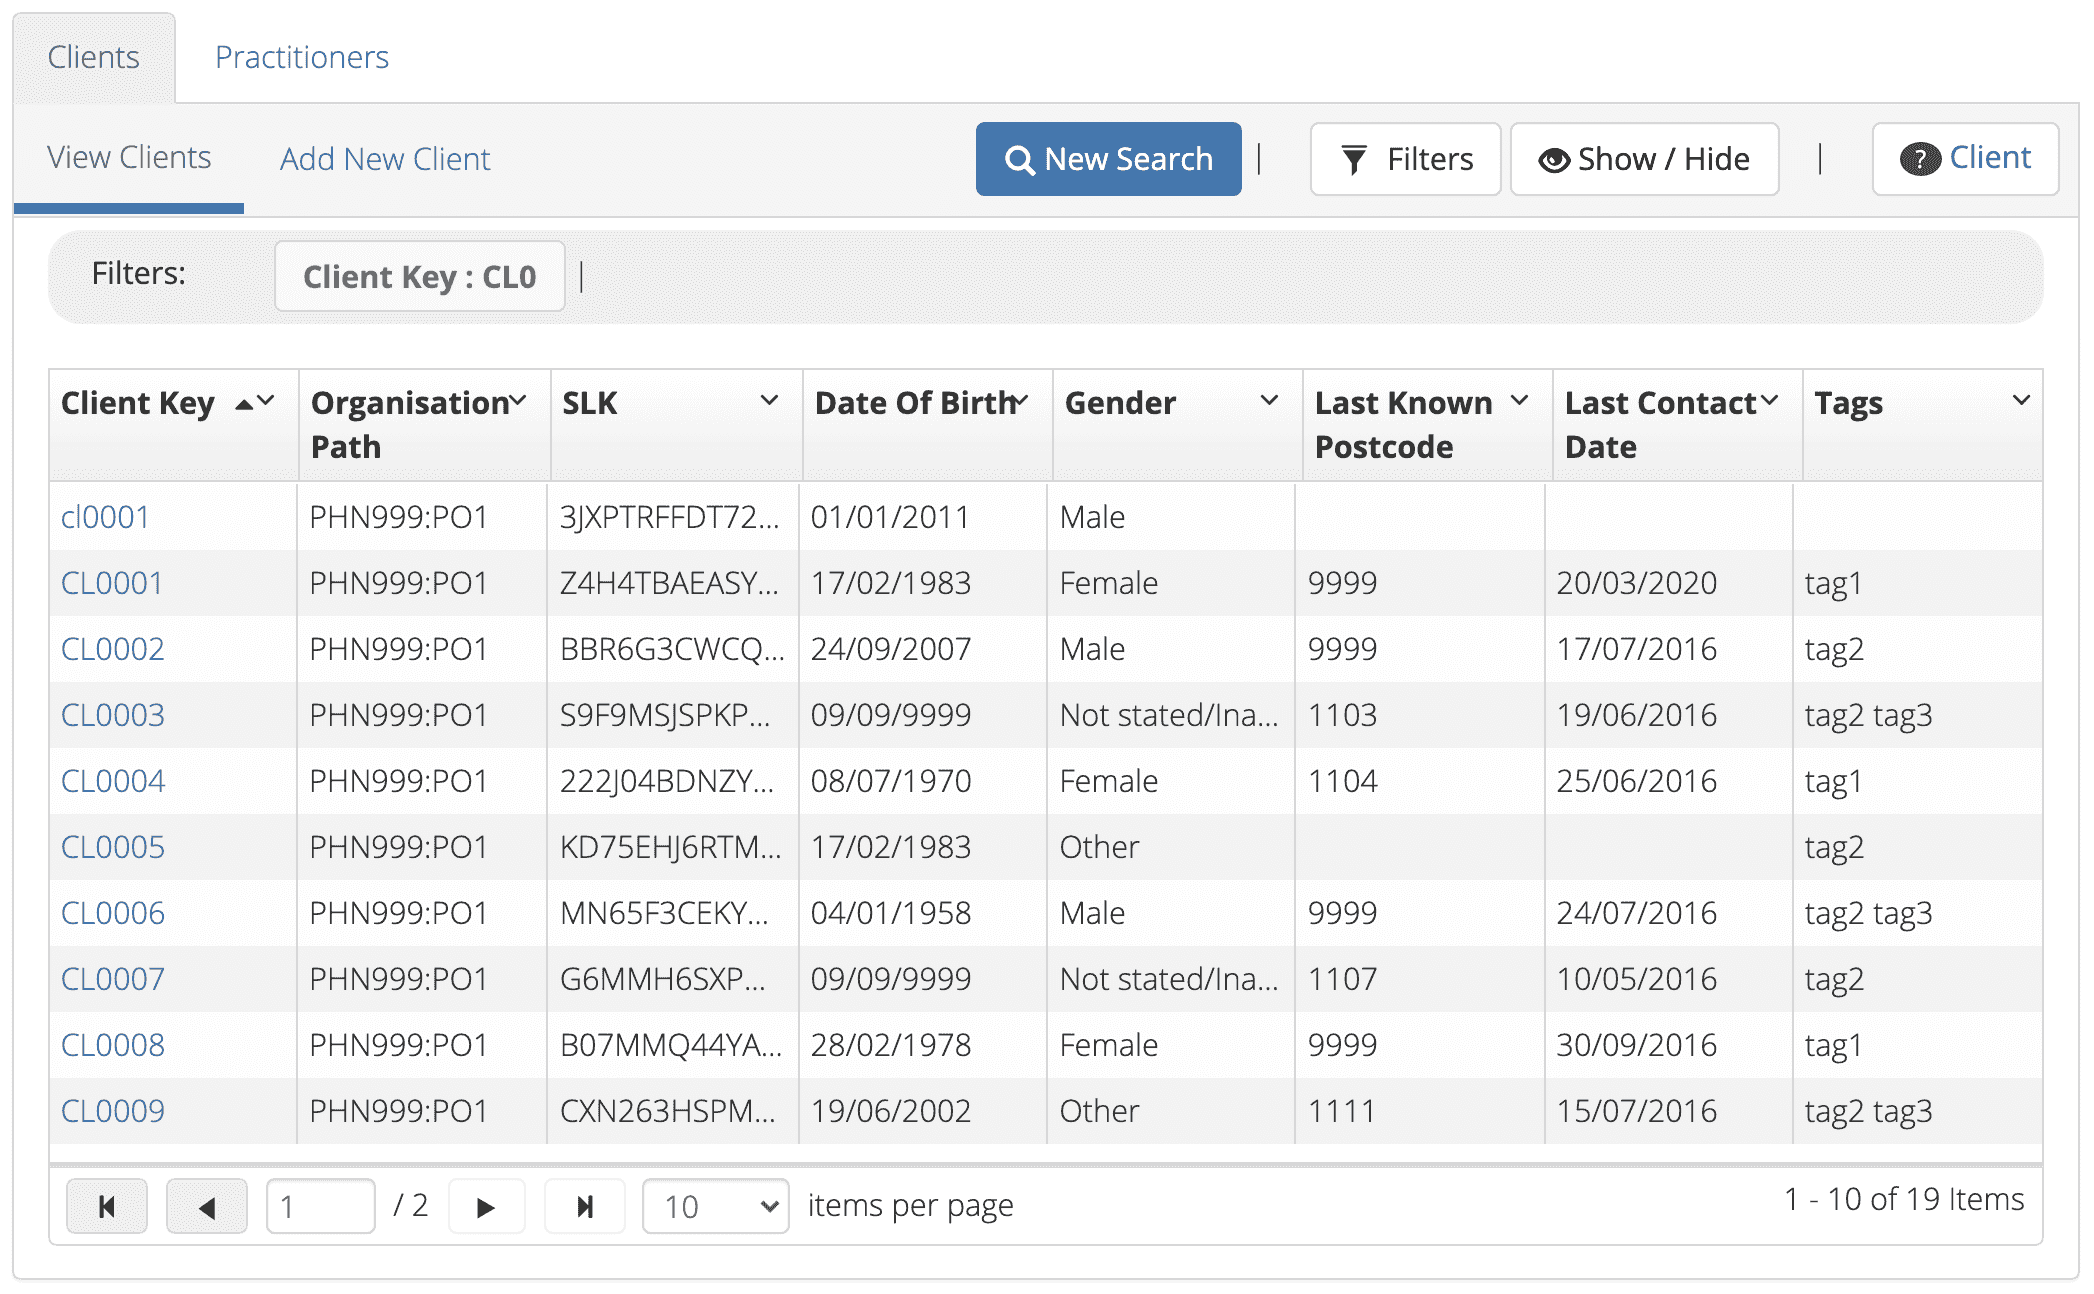 Clients Practitioners
View Clients Add New Client New Search | Filters Show / Hide | ? Client
Filters: Client Key : CL0 |
Client Key Organisation Path SLK Date Of Birth Gender Last Known Postcode Last Contact Date Tags
cl0001 PHN999:PO1 3JXPTRFFDT72... 01/01/2011 Male
CL0001 PHN999:PO1 Z4H4TBAEASY... 17/02/1983 Female 9999 20/03/2020 tag1
CL0002 PHN999:PO1 BBR6G3CWCQ... 24/09/2007 Male 9999 17/07/2016 tag2
CL0003 PHN999:PO1 S9F9MSJSPKP... 09/09/9999 Not stated/Ina... 1103 19/06/2016 tag2 tag3
CL0004 PHN999:PO1 222J04BDNZY... 08/07/1970 Female 1104 25/06/2016 tag1
CL0005 PHN999:PO1 KD75EHJ6RTM... 17/02/1983 Other tag2
CL0006 PHN999:PO1 MN65F3CEKY... 04/01/1958 Male 9999 24/07/2016 tag2 tag3
CL0007 PHN999:PO1 G6MMH6SXP... 09/09/9999 Not stated/Ina... 1107 10/05/2016 tag2
CL0008 PHN999:PO1 B07MMQ44YA... 28/02/1978 Female 9999 30/09/2016 tag1
CL0009 PHN999:PO1 CXN263HSPM... 19/06/2002 Other 1111 15/07/2016 tag2 tag3
1 / 2 10 items per page 1 - 10 of 19 Items